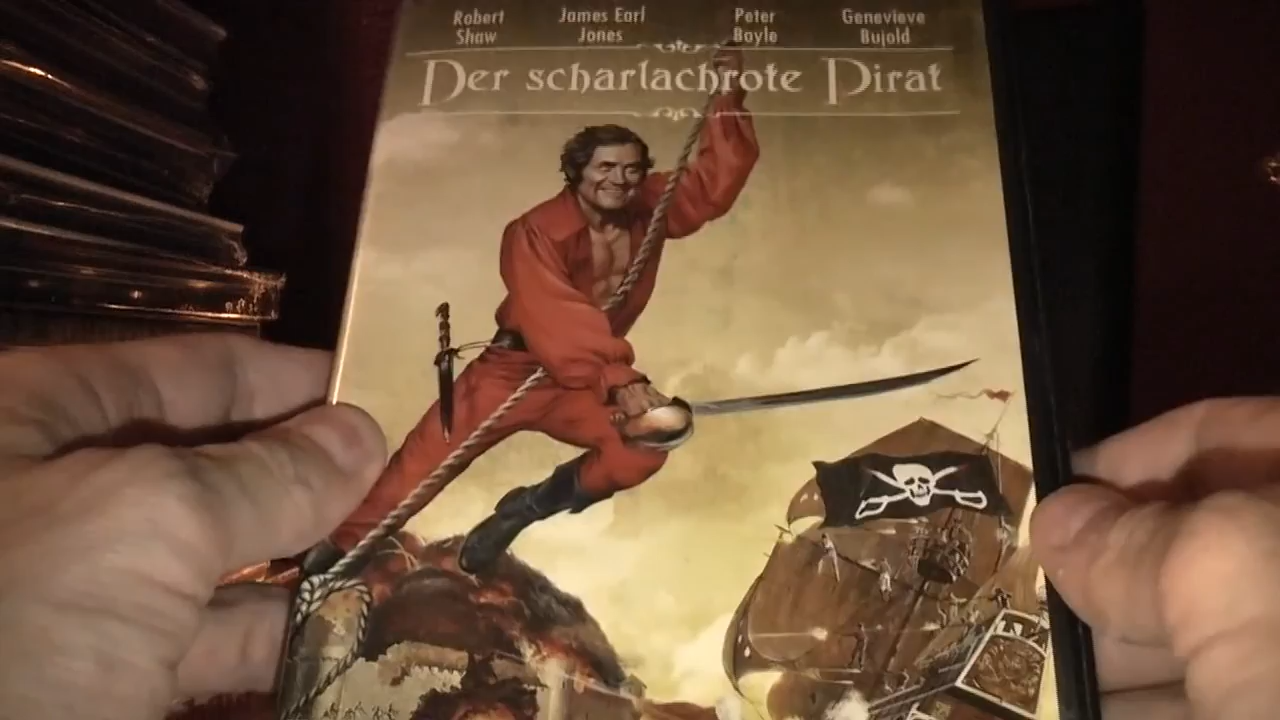 Robert Shaw
James Earl Jones
Peter Boyle
Genevieve Bujold
Der scharlachrote Pirat